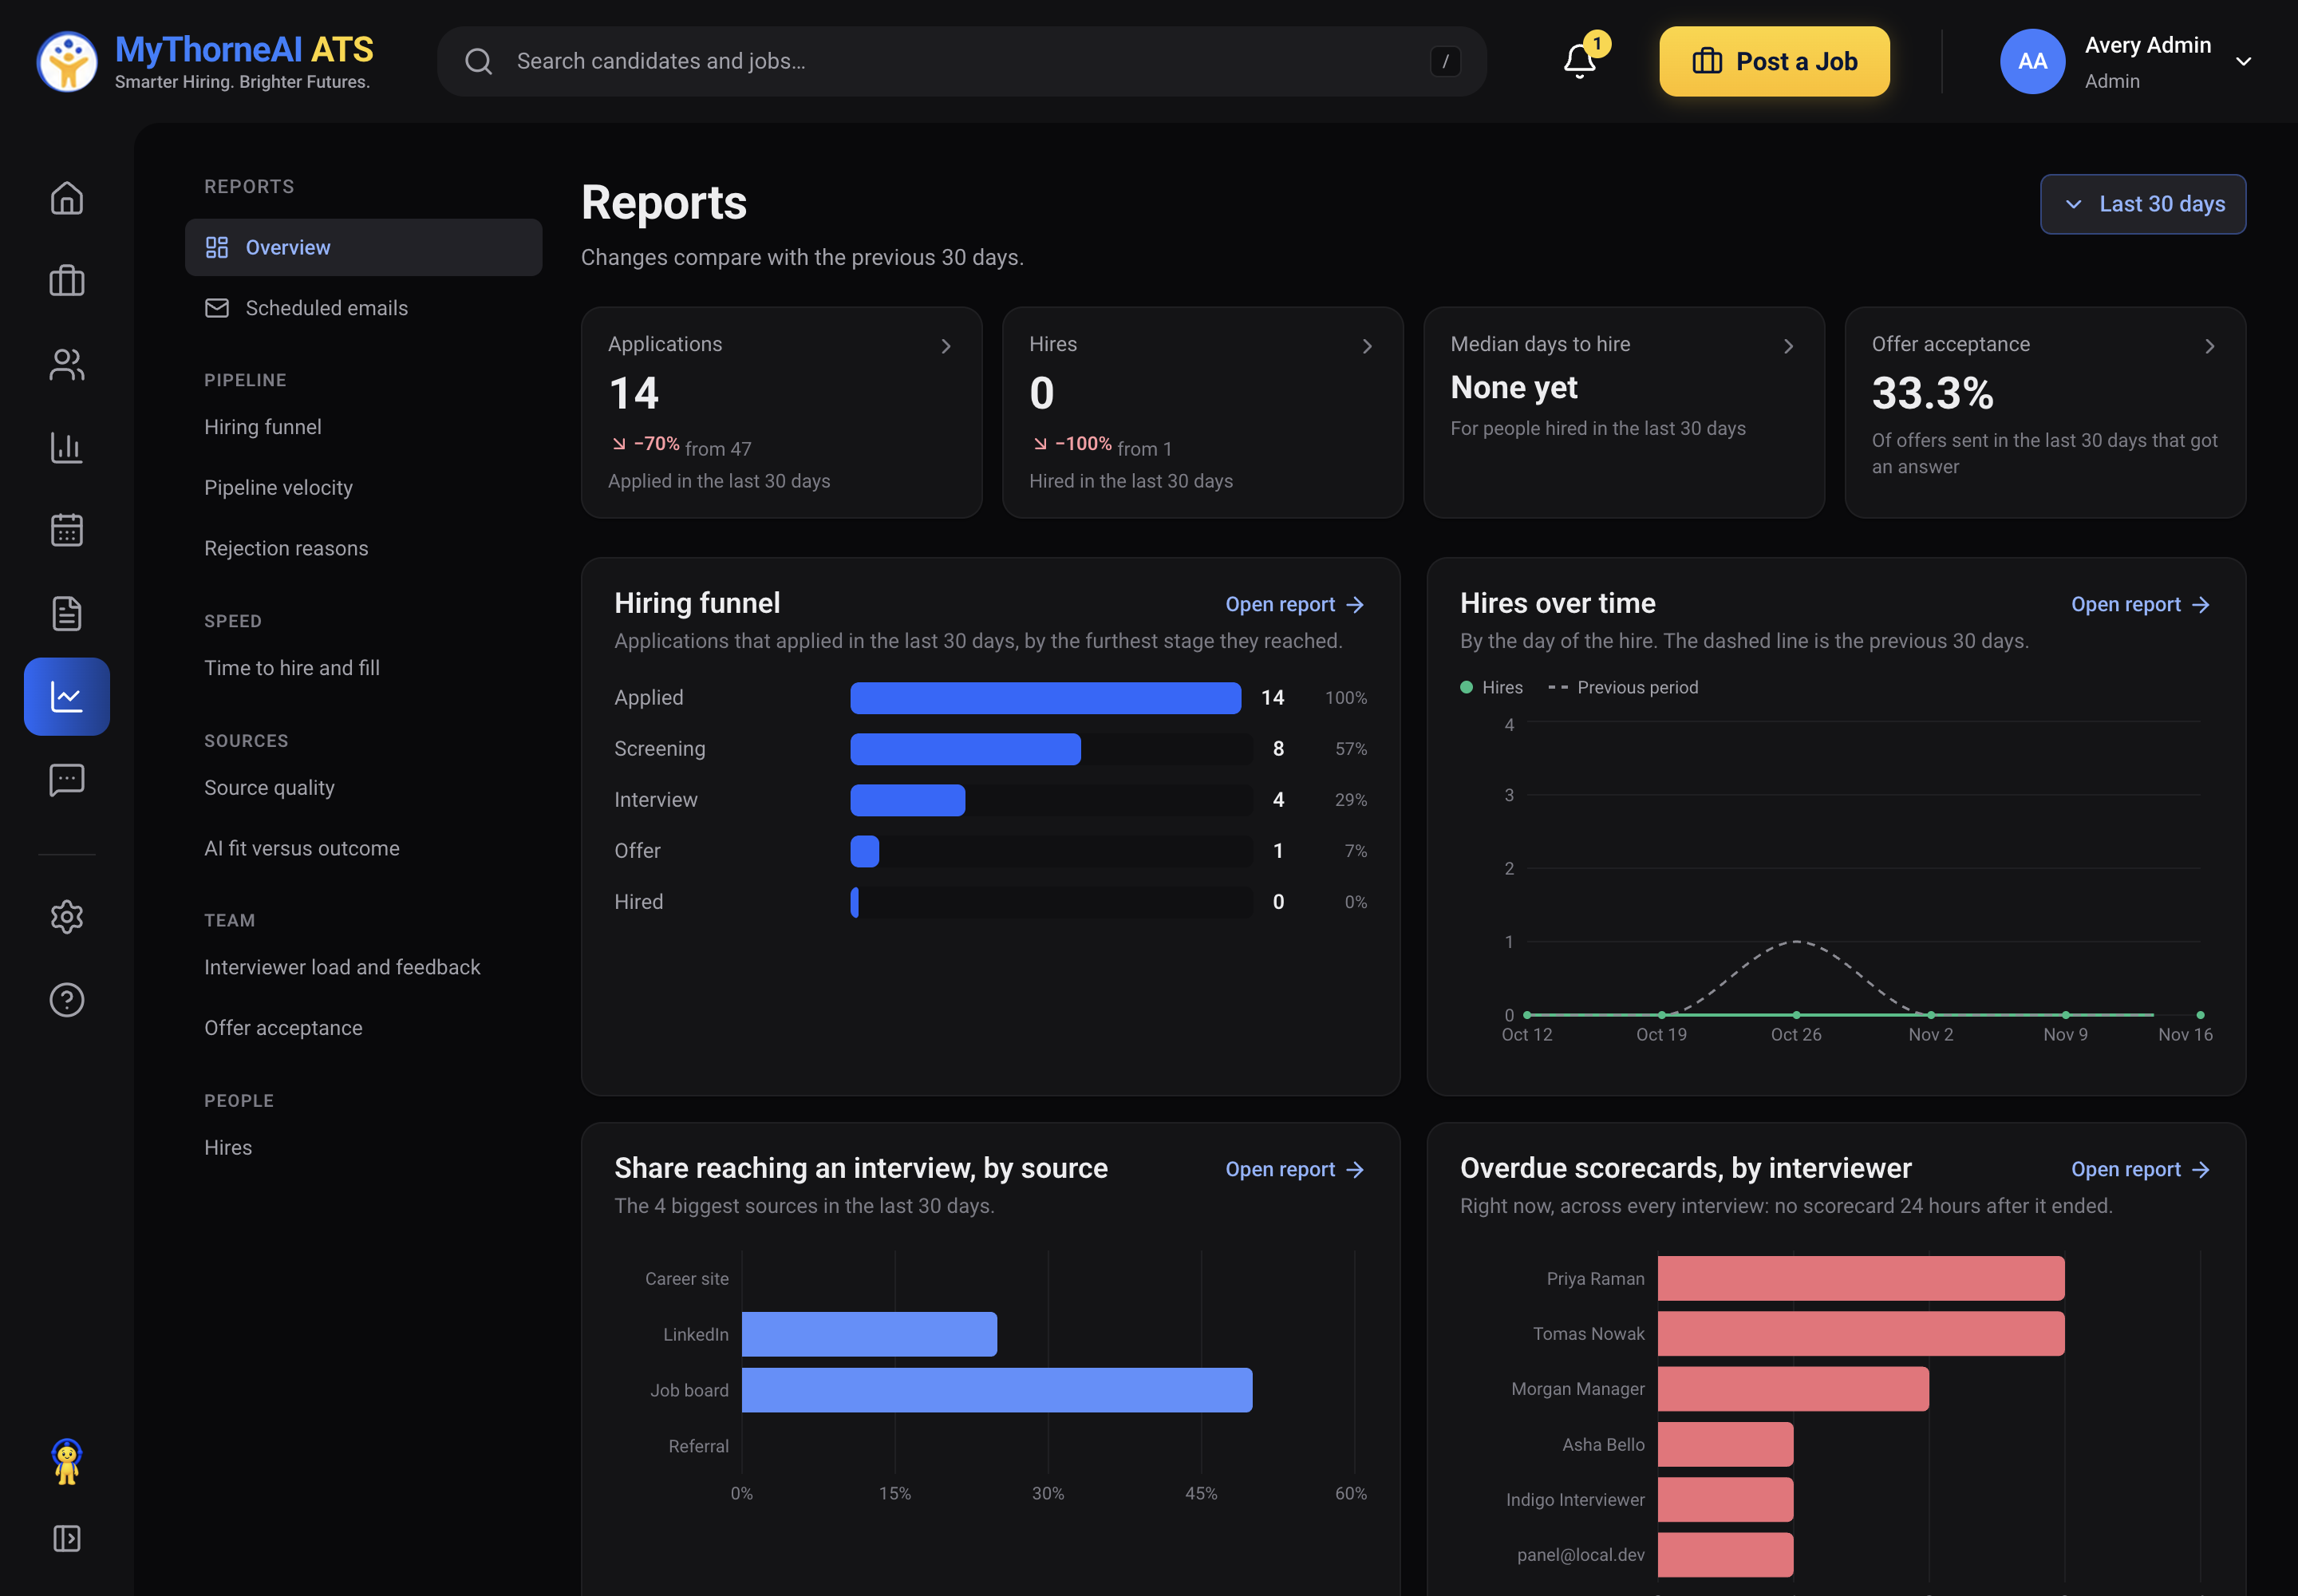 MyThorneAI ATS
Smarter Hiring. Brighter Futures.
Search candidates and jobs…
/
1
Post a Job
AA
Avery Admin
Admin
REPORTS
Overview
Scheduled emails
PIPELINE
Hiring funnel
Pipeline velocity
Rejection reasons
SPEED
Time to hire and fill
SOURCES
Source quality
AI fit versus outcome
TEAM
Interviewer load and feedback
Offer acceptance
PEOPLE
Hires
Reports
Changes compare with the previous 30 days.
Last 30 days
Applications
14
−70% from 47
Applied in the last 30 days
Hires
0
−100% from 1
Hired in the last 30 days
Median days to hire
None yet
For people hired in the last 30 days
Offer acceptance
33.3%
Of offers sent in the last 30 days that got
an answer
Hiring funnel
Open report
Applications that applied in the last 30 days, by the furthest stage they reached.
Applied 14 100%
Screening 8 57%
Interview 4 29%
Offer 1 7%
Hired 0 0%
Hires over time
Open report
By the day of the hire. The dashed line is the previous 30 days.
Hires Previous period
4
3
2
1
0
Oct 12 Oct 19 Oct 26 Nov 2 Nov 9 Nov 16
Share reaching an interview, by source
Open report
The 4 biggest sources in the last 30 days.
Career site
LinkedIn
Job board
Referral
0% 15% 30% 45% 60%
Overdue scorecards, by interviewer
Open report
Right now, across every interview: no scorecard 24 hours after it ended.
Priya Raman
Tomas Nowak
Morgan Manager
Asha Bello
Indigo Interviewer
panel@local.dev